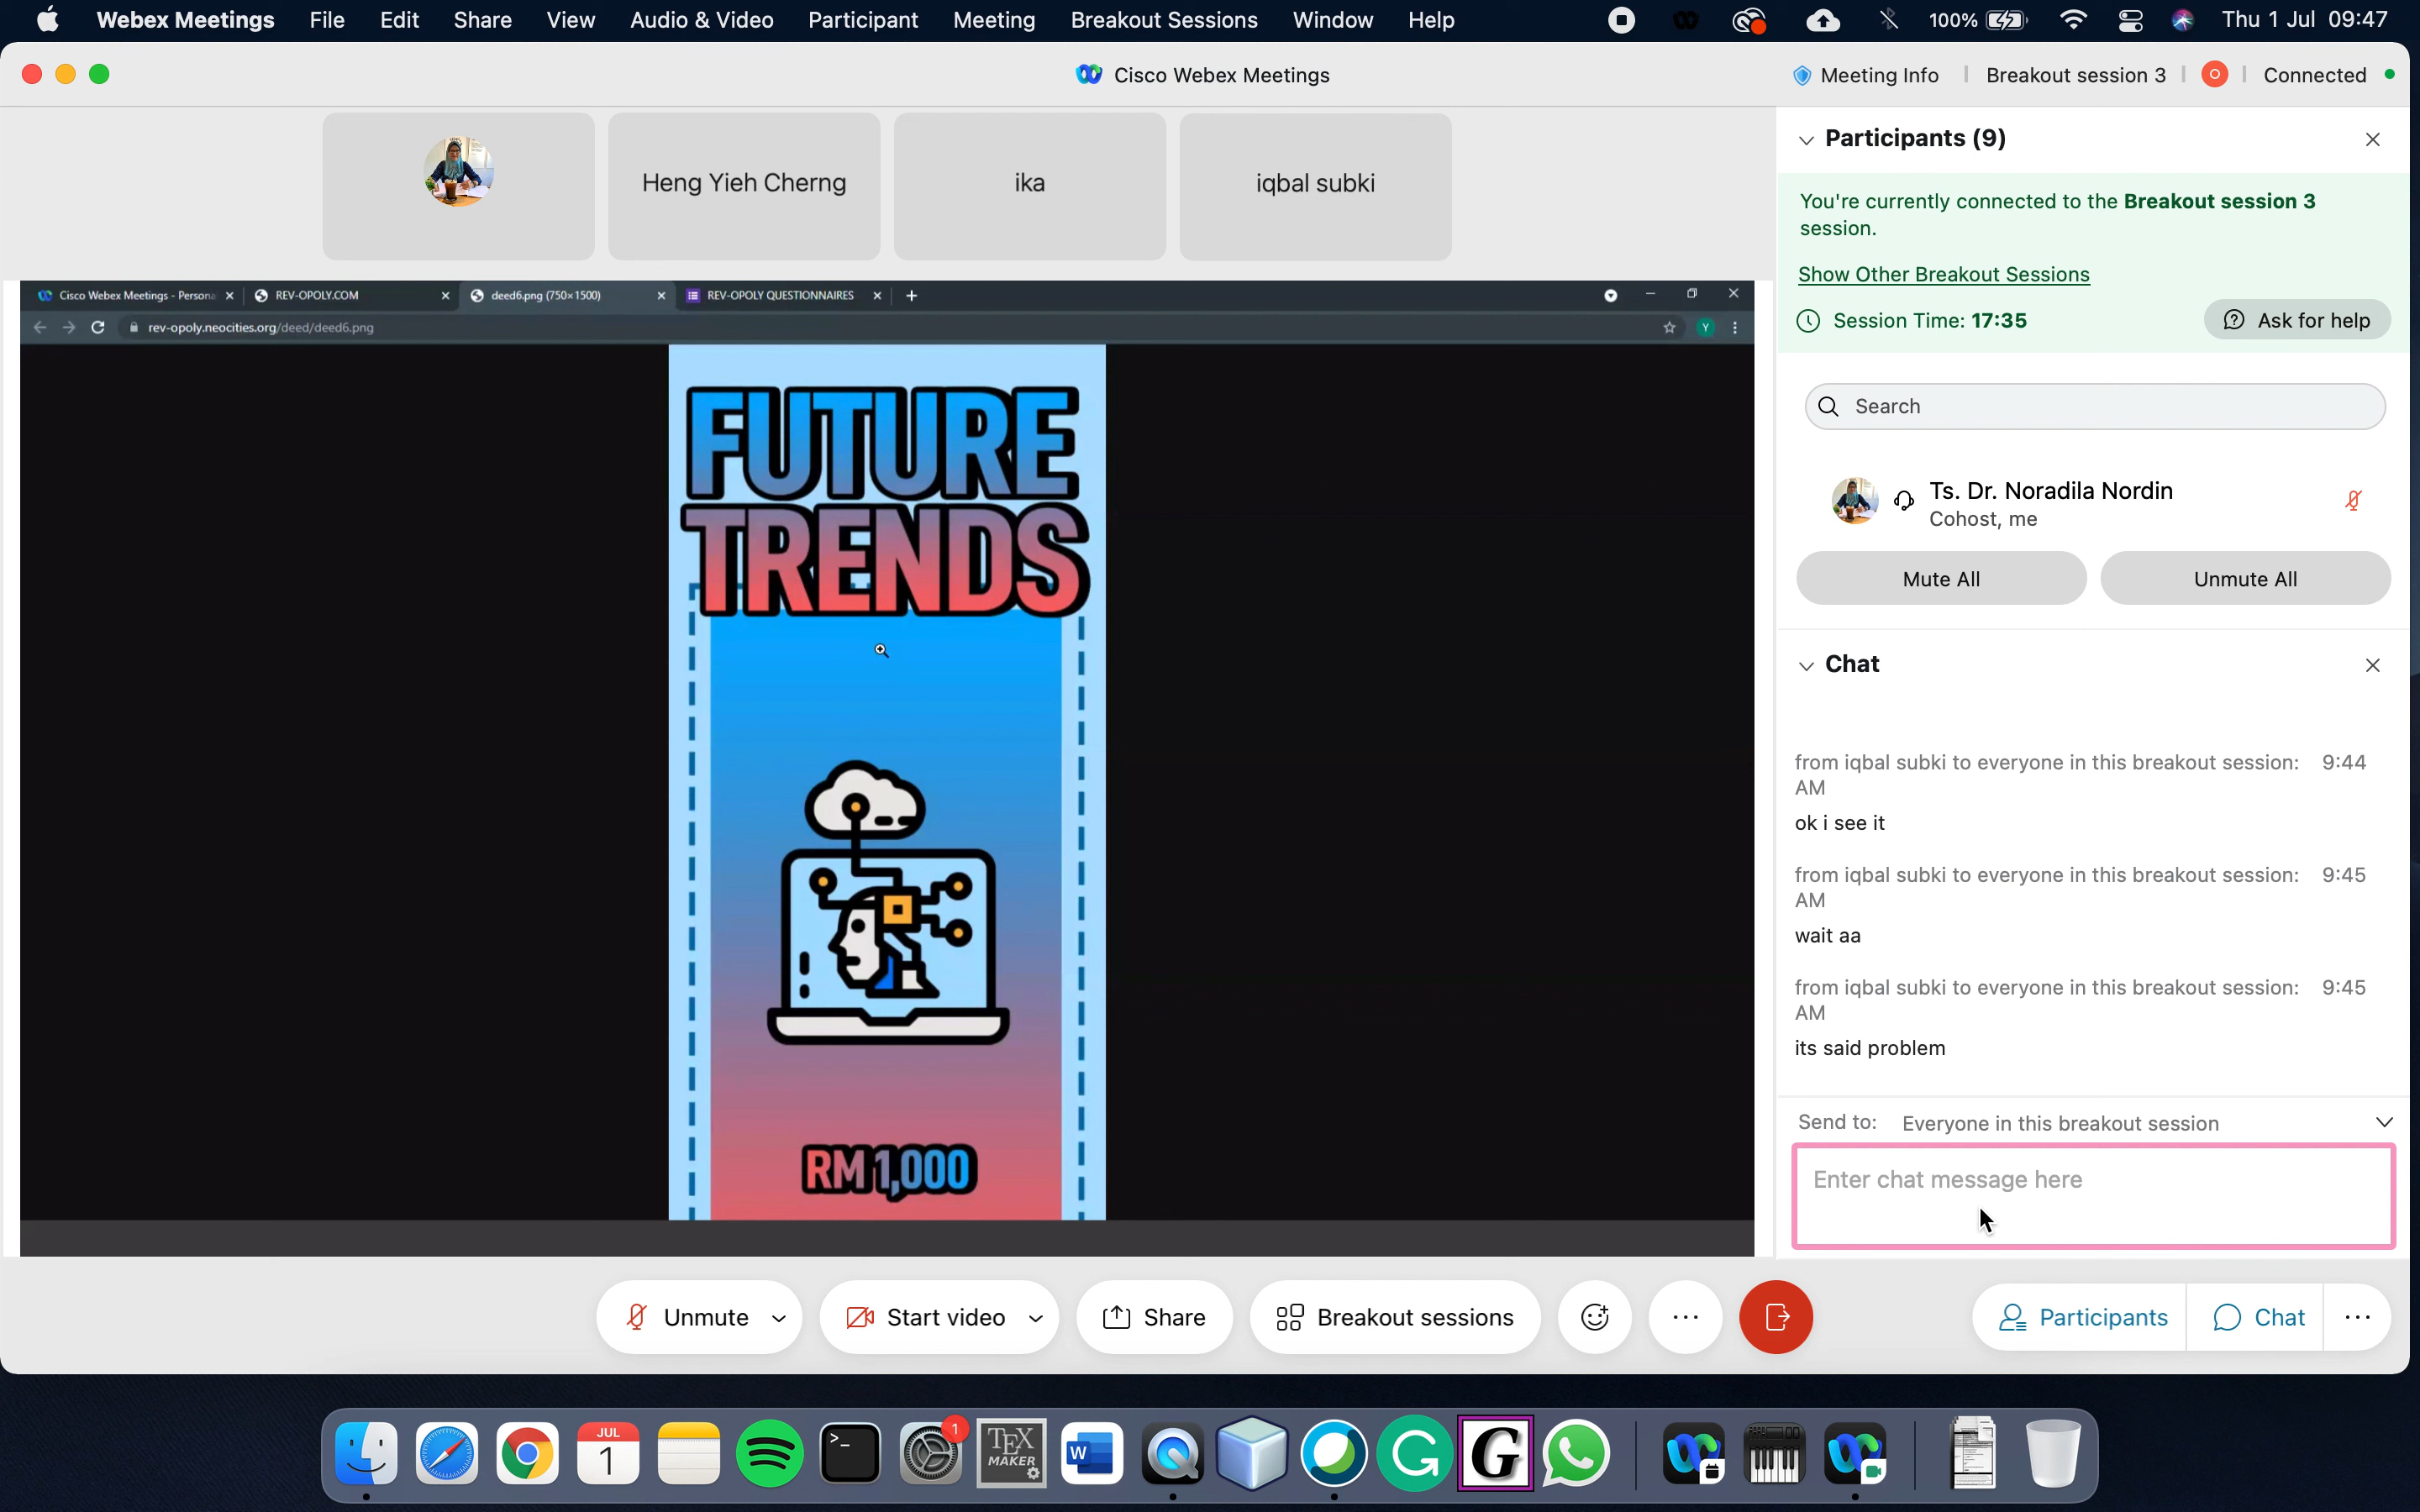 Webex Meetings File Edit Share View Audio & Video Participant Meeting Breakout Sessions Window Help 100% Thu 1 Jul 09:47
Cisco Webex Meetings
Meeting Info Breakout session 3 Connected
Heng Yieh Cherng
ika
iqbal subki
Cisco Webex Meetings - Persona REV-OPOLY.COM deed6.png (750×1500) REV-OPOLY QUESTIONNAIRES
rev-opoly.neocities.org/deed/deed6.png Y
FUTURE
TRENDS
RM 1,000
Participants (9)
You're currently connected to the Breakout session 3
session.
Show Other Breakout Sessions
Session Time: 17:35 Ask for help
Search
Ts. Dr. Noradila Nordin
Cohost, me
Mute All Unmute All
Chat
from iqbal subki to everyone in this breakout session: 9:44
AM
ok i see it
from iqbal subki to everyone in this breakout session: 9:45
AM
wait aa
from iqbal subki to everyone in this breakout session: 9:45
AM
its said problem
Send to: Everyone in this breakout session
Enter chat message here
Unmute Start video Share Breakout sessions Participants Chat
JUL
1
1
TEX
MAKER
W
G
G